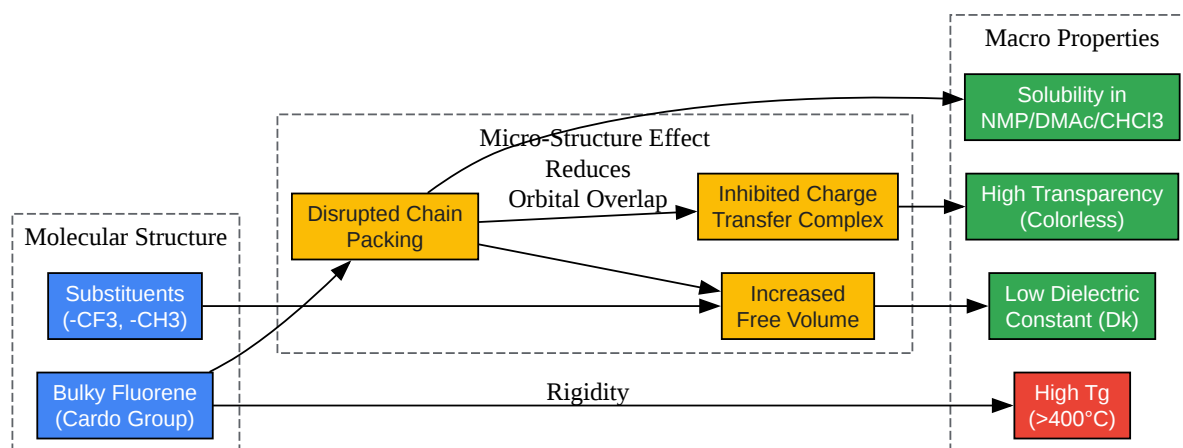 Macro Properties
Solubility in
NMP/DMAc/CHCl3
Micro-Structure Effect
Reduces
Orbital Overlap
Disrupted Chain
Packing
Inhibited Charge
Transfer Complex
High Transparency
(Colorless)
Molecular Structure
Substituents
(-CF3, -CH3)
Increased
Free Volume
Low Dielectric
Constant (Dk)
Bulky Fluorene
(Cardo Group)
Rigidity
High Tg
(>400°C)